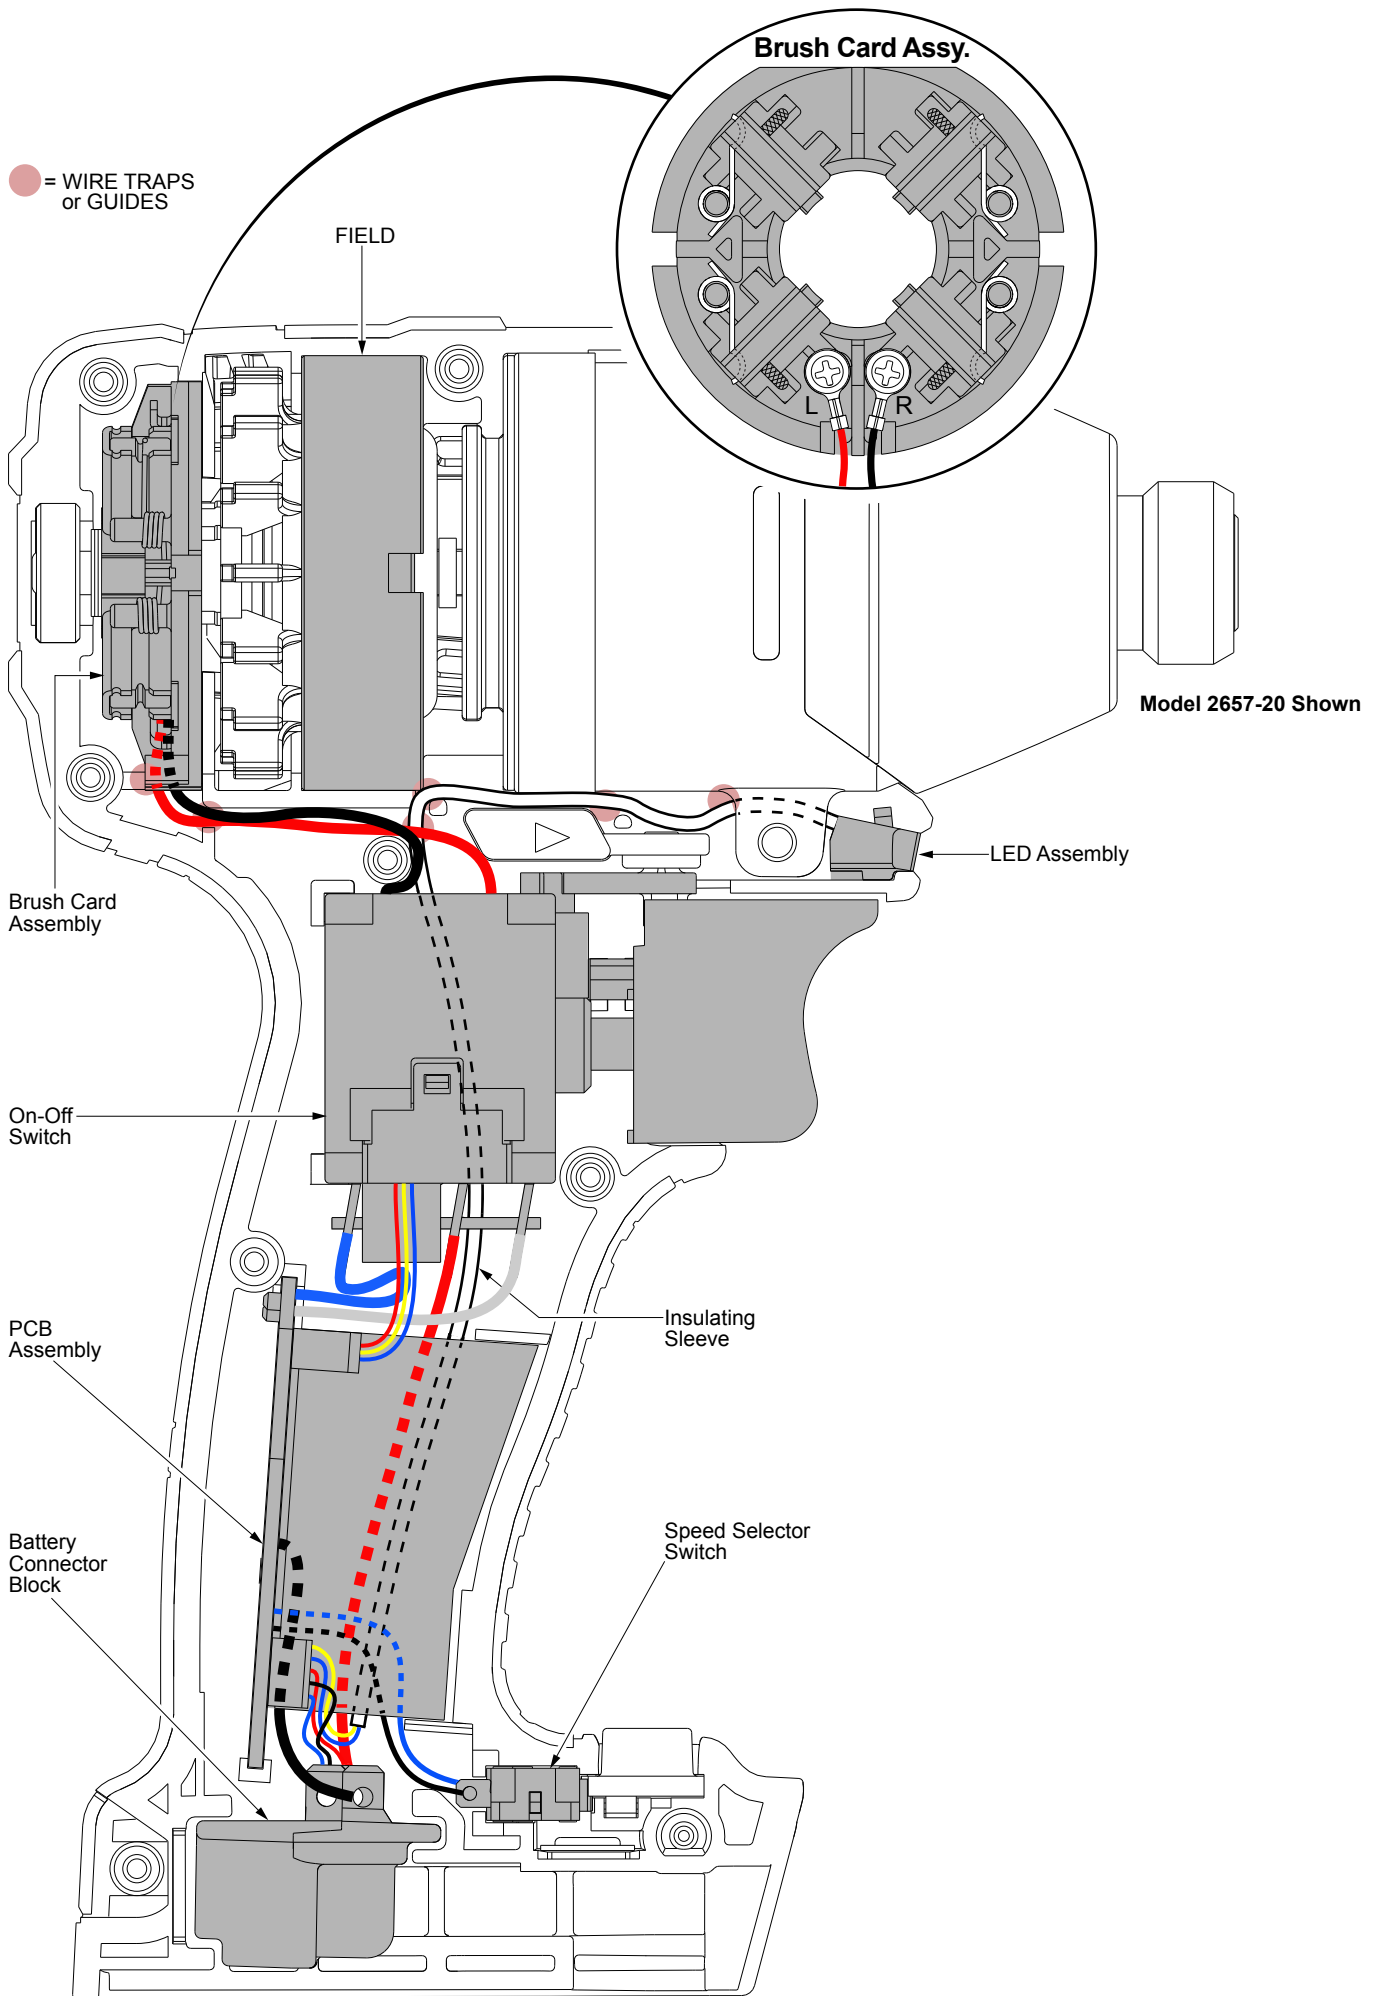 Brush Card Assy.
= WIRE TRAPS
or GUIDES
FIELD
L
R
Model 2657-20 Shown
LED Assembly
Brush Card
Assembly
On-Off
Switch
Insulating
Sleeve
PCB
Assembly
Speed Selector
Switch
Battery
Connector
Block